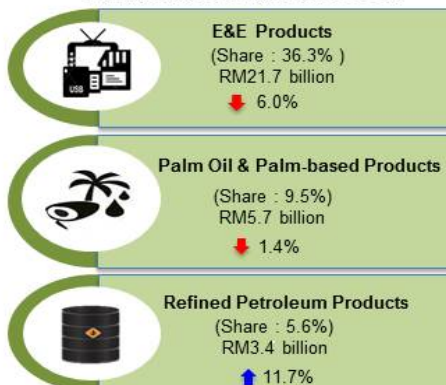 E&E Products
(Share : 36.3% )
RM21.7 billion
6.0%
USB
Palm Oil & Palm-based Products
(Share : 9.5%)
RM5.7 billion
1.4%
Refined Petroleum Products
(Share : 5.6%)
RM3.4 billion
11.7%